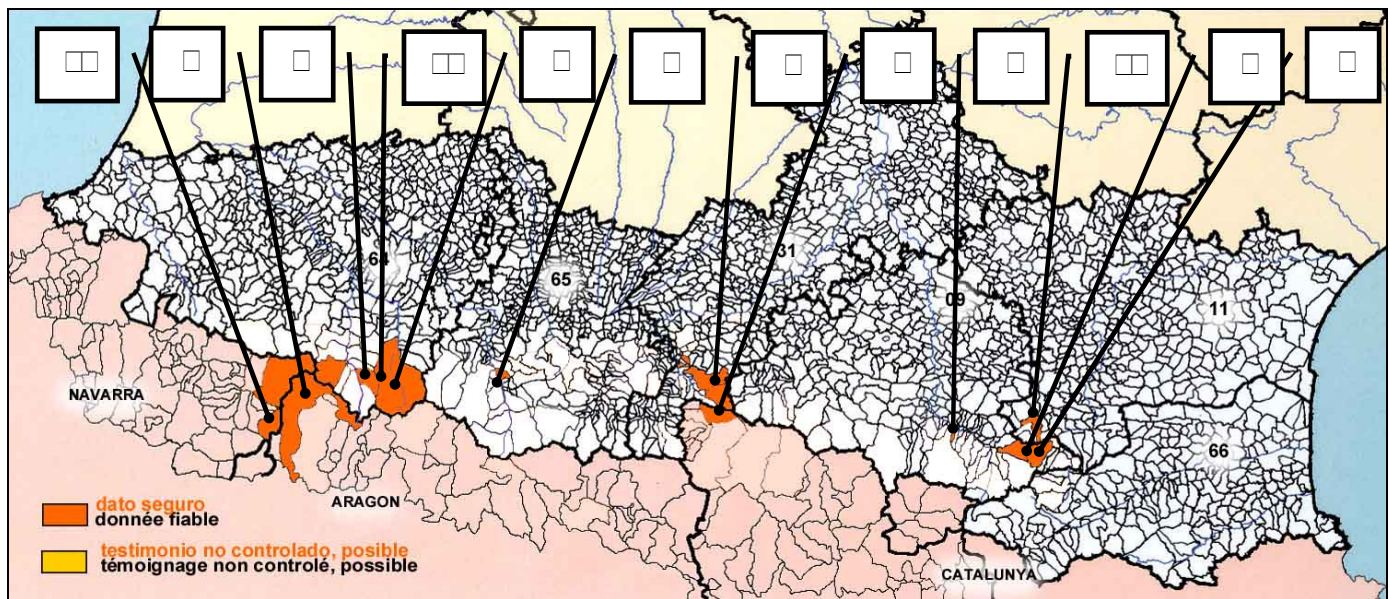 64
65
31
09
11
66
NAVARRA
ARAGON
CATALUNYA
dato seguro
donnée fiable
testimonio no controlado, posible
témoignage non contrôlé, possible